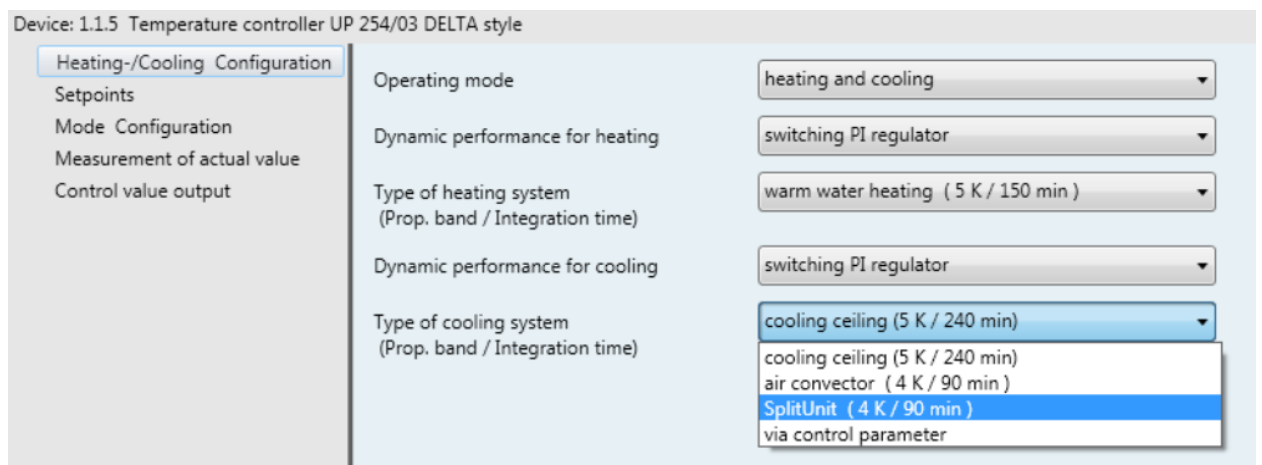 Device: 1.1.5 Temperature controller UP 254/03 DELTA style
Heating-/Cooling Configuration
Setpoints
Mode Configuration
Measurement of actual value
Control value output
Operating mode
heating and cooling
Dynamic performance for heating
switching PI regulator
Type of heating system
(Prop. band / Integration time)
warm water heating ( 5 K / 150 min )
Dynamic performance for cooling
switching PI regulator
Type of cooling system
(Prop. band / Integration time)
cooling ceiling (5 K / 240 min)
cooling ceiling (5 K / 240 min)
air convector ( 4 K / 90 min )
SplitUnit ( 4 K / 90 min )
via control parameter